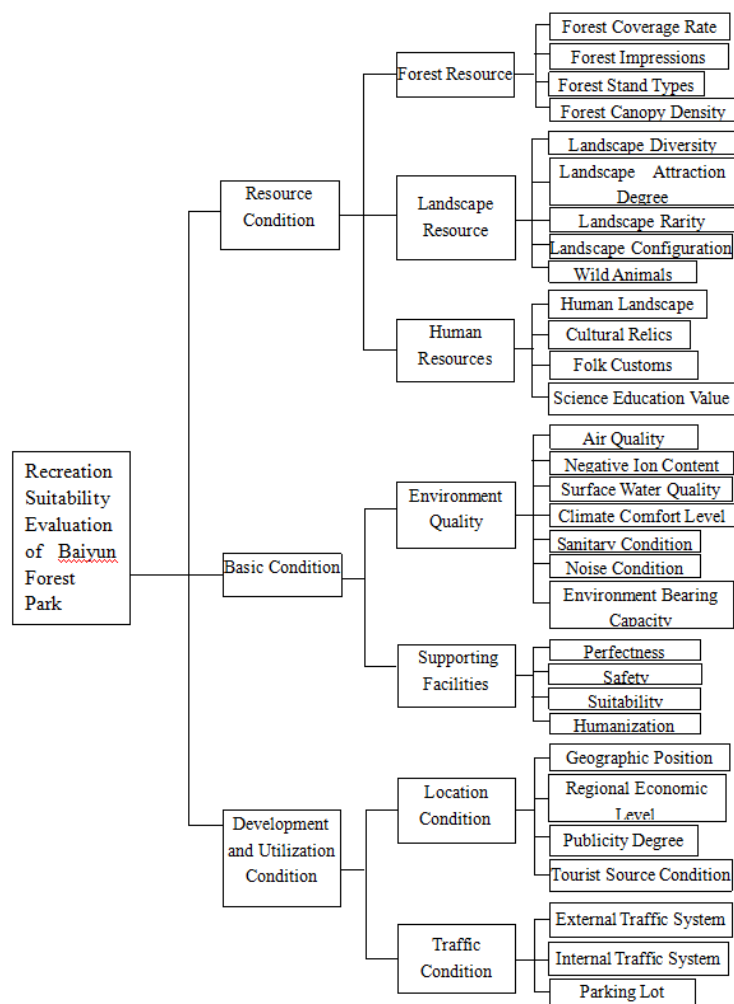 Recreation
Suitability
Evaluation
of Baiyun
Forest
Park
Resource
Condition
Forest Resource
Forest Coverage Rate
Forest Impressions
Forest Stand Types
Forest Canopy Density
Landscape
Resource
Landscape Diversity
Landscape Attraction
Degree
Landscape Rarity
Landscape Configuration
Wild Animals
Human
Resources
Human Landscape
Cultural Relics
Folk Customs
Science Education Value
Basic Condition
Environment
Quality
Air Quality
Negative Ion Content
Surface Water Quality
Climate Comfort Level
Sanitary Condition
Noise Condition
Environment Bearing
Capacity
Supporting
Facilities
Perfectness
Safety
Suitability
Humanization
Development
and Utilization
Condition
Location
Condition
Geographic Position
Regional Economic
Level
Publicity Degree
Tourist Source Condition
Traffic
Condition
External Traffic System
Internal Traffic System
Parking Lot